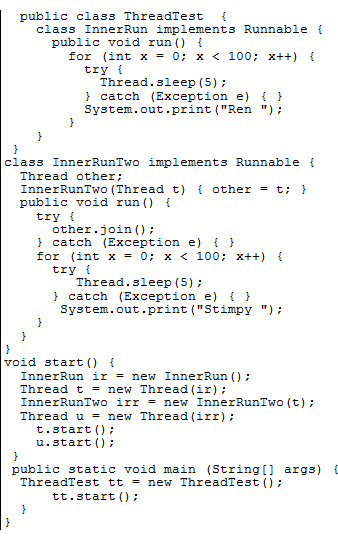 public class ThreadTest  {
class InnerRun implements Runnable {
public void run() {
for (int x = 0; x < 100; x++) {
try {
Thread.sleep(5);
} catch (Exception e) { }
System.out.print("Ren ");
}
}
}
class InnerRunTwo implements Runnable {
Thread other;
InnerRunTwo(Thread t) { other = t; }
public void run() {
try {
other.join();
} catch (Exception e) { }
for (int x = 0; x < 100; x++) {
try {
Thread.sleep(5);
} catch (Exception e) { }
System.out.print("Stimpy ");
}
}
}
void start() {
InnerRun ir = new InnerRun();
Thread t = new Thread(ir);
InnerRunTwo irr = new InnerRunTwo(t);
Thread u = new Thread(irr);
t.start();
u.start();
}
public static void main (String[] args) {
ThreadTest tt = new ThreadTest();
tt.start();
}
}